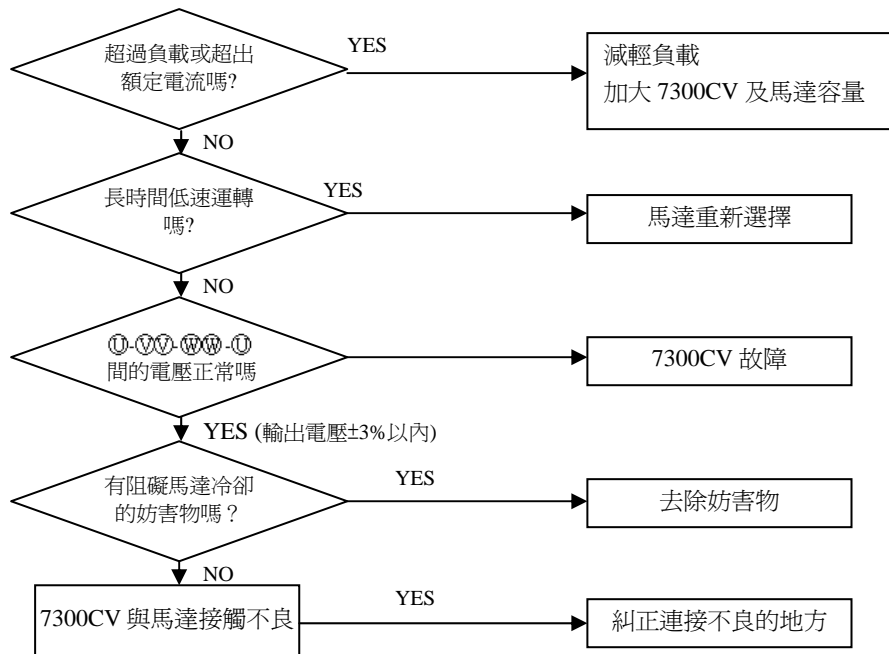 超過負載或超出
額定電流嗎?
YES
減輕負載
加大 7300CV 及馬達容量
NO
長時間低速運轉
嗎?
YES
馬達重新選擇
NO
Ⓤ-ⓋⓋ-ⓌⓌ-Ⓤ
間的電壓正常嗎
7300CV 故障
YES (輸出電壓±3%以內)
有阻礙馬達冷卻
的妨害物嗎？
YES
去除妨害物
NO
7300CV 與馬達接觸不良
YES
糾正連接不良的地方